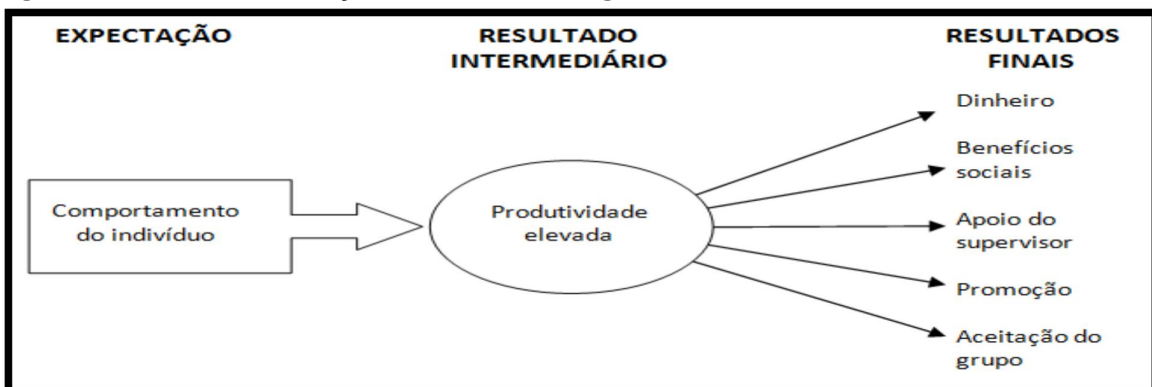 EXPECTAÇÃO
RESULTADO
INTERMEDIÁRIO
RESULTADOS
FINAIS
Comportamento
do indivíduo
Produtividade
elevada
Dinheiro
Benefícios
sociais
Apoio do
supervisor
Promoção
Aceitação do
grupo